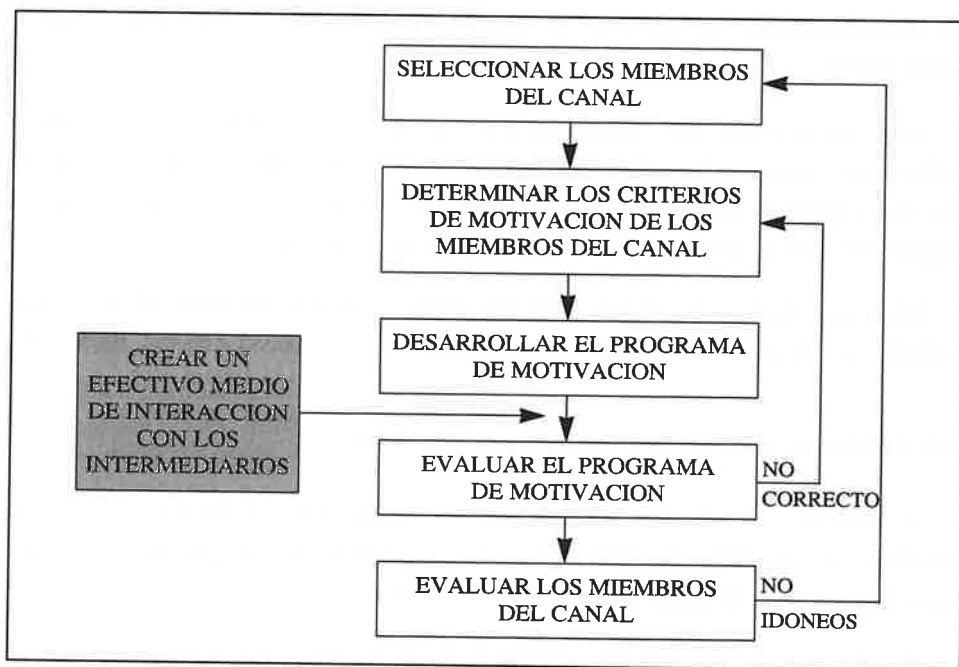 SELECCIONAR LOS MIEMBROS
DEL CANAL
DETERMINAR LOS CRITERIOS
DE MOTIVACION DE LOS
MIEMBROS DEL CANAL
DESARROLLAR EL PROGRAMA
DE MOTIVACION
CREAR UN
EFECTIVO MEDIO
DE INTERACCION
CON LOS
INTERMEDIARIOS
EVALUAR EL PROGRAMA
DE MOTIVACION
NO
CORRECTO
EVALUAR LOS MIEMBROS
DEL CANAL
NO
IDONEOS